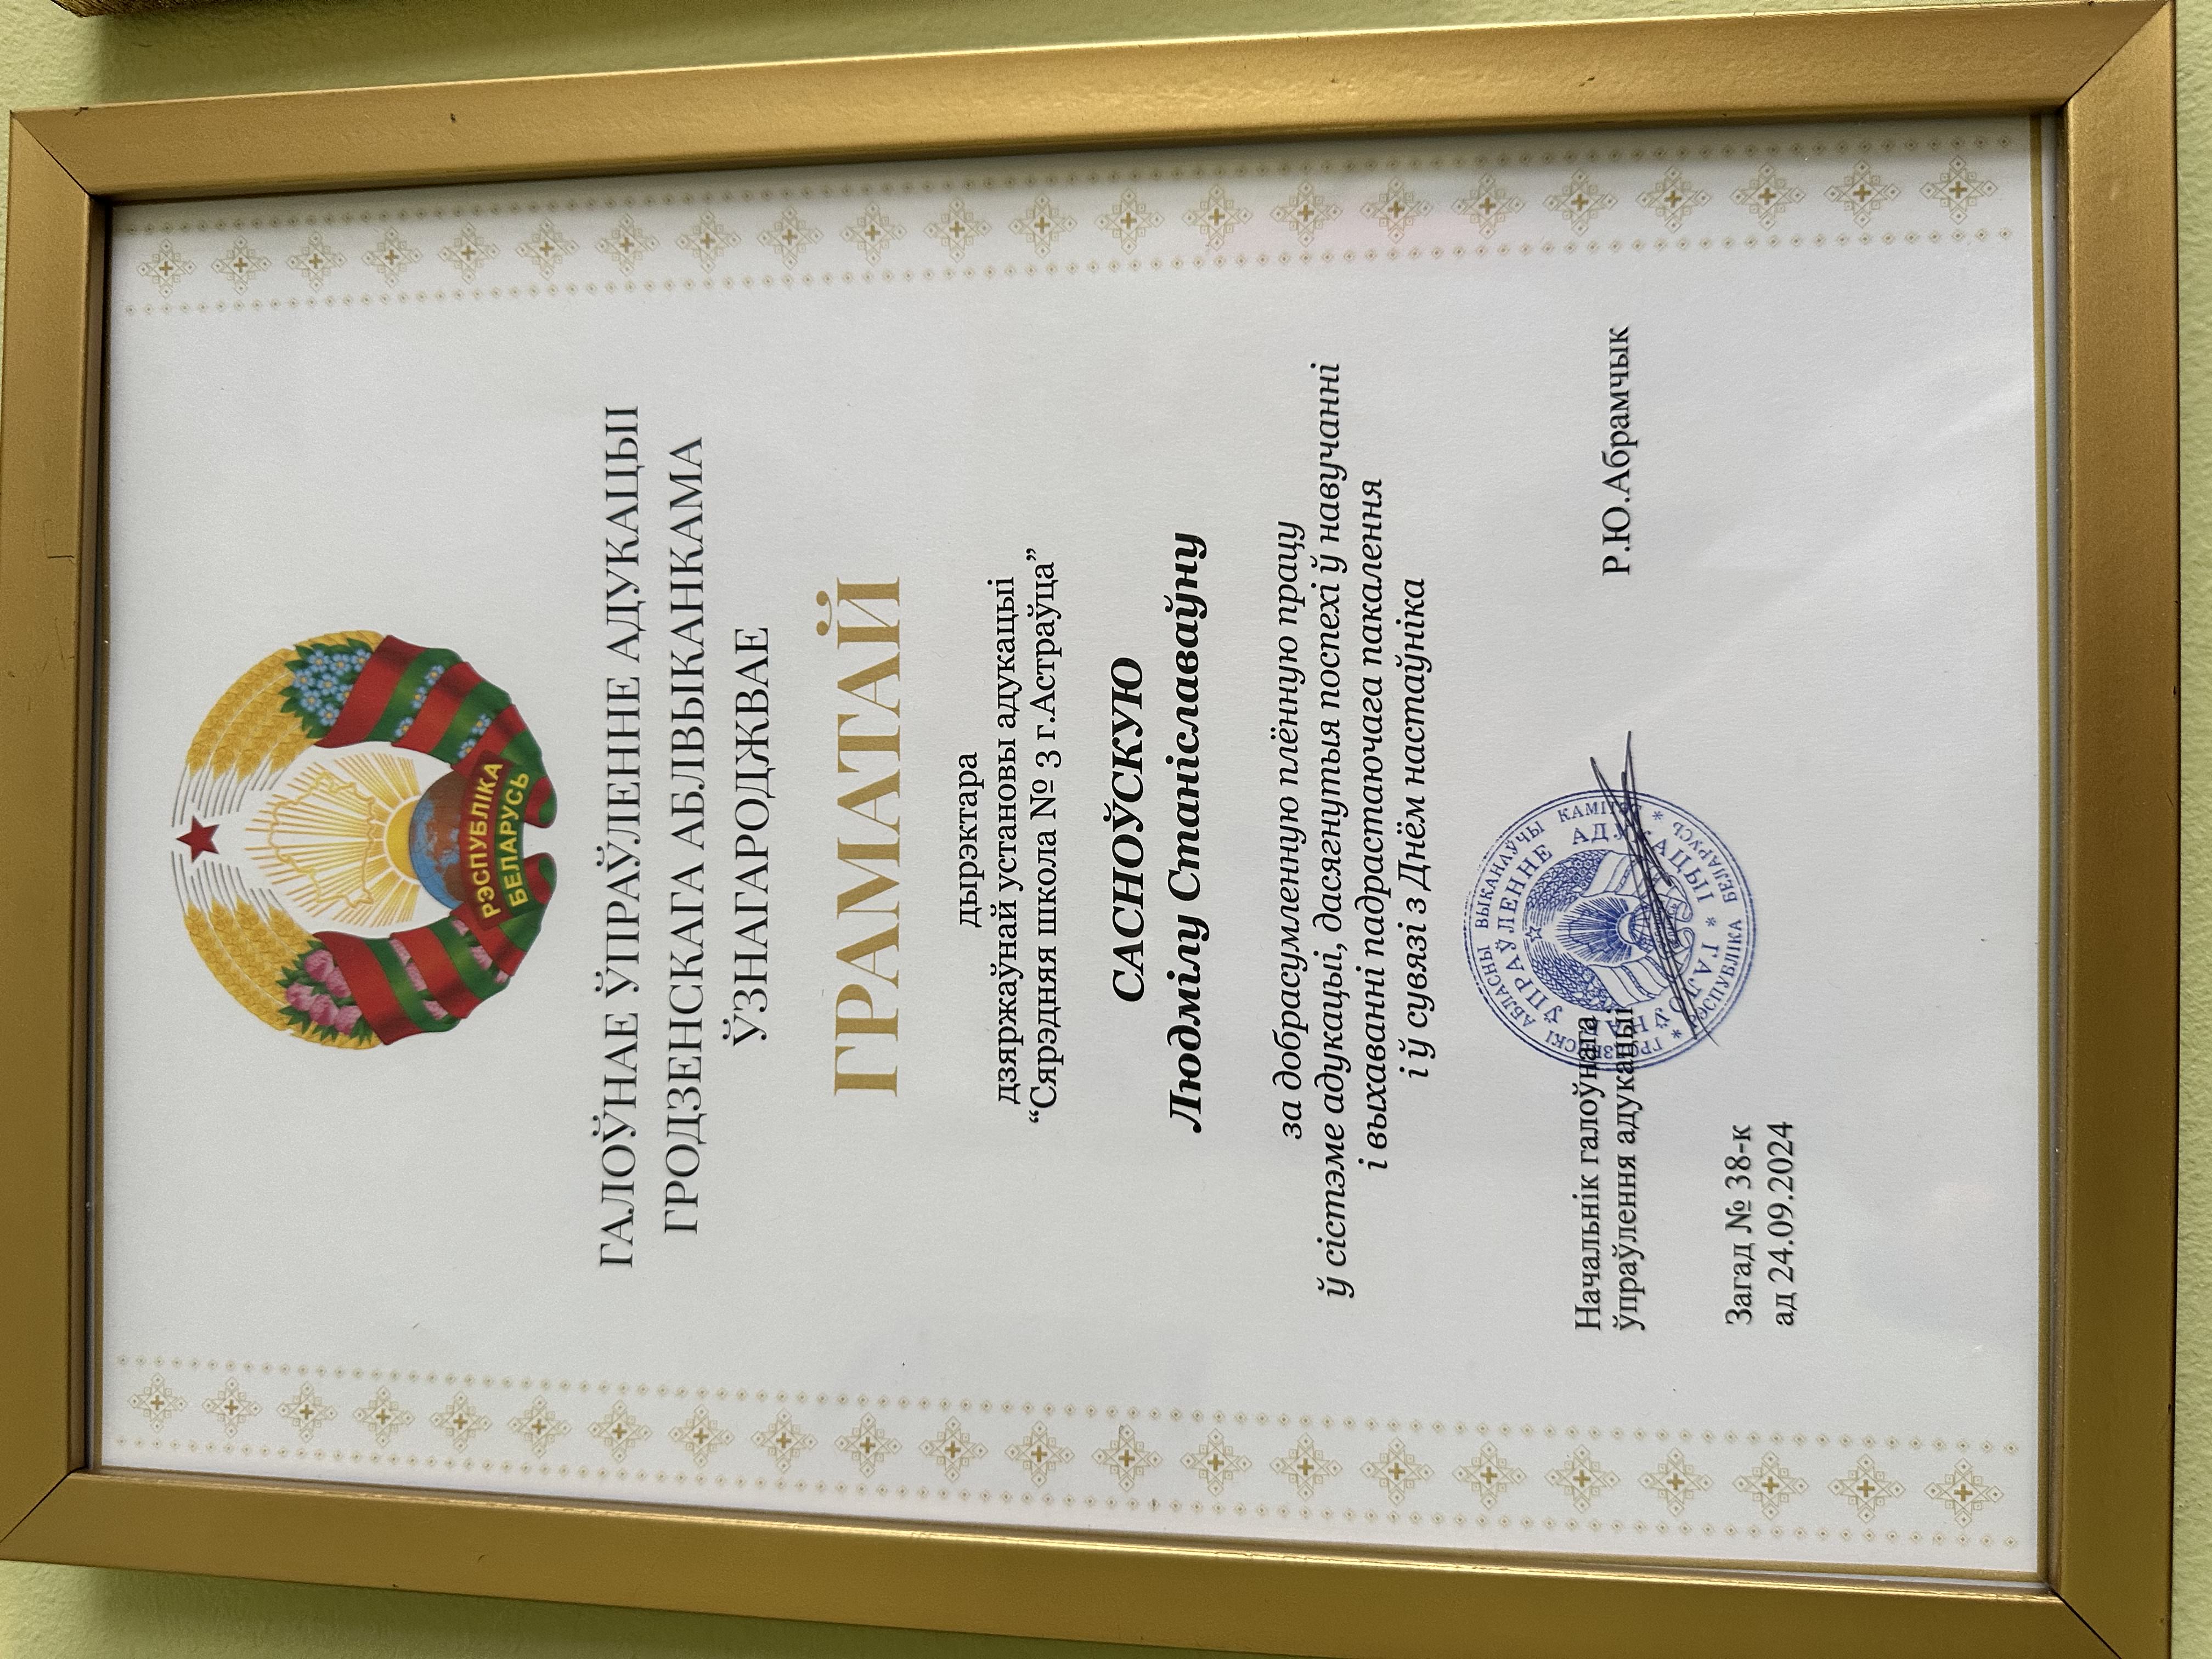 РЭСПУБЛІКА
БЕЛАРУСЬ
ГАЛОЎНАЕ ЎПРАЎЛЕННЕ АДУКАЦЫІ
ГРОДЗЕНСКАГА АБЛВЫКАНКАМА
ЎЗНАГАРОДЖВАЕ
ГРАМАТАЙ
дырэктара
дзяржаўнай установы адукацыі
“Сярэдняя школа № 3 г.Астраўца”
САСНОЎСКУЮ
Людмілу Станіславаўну
за добрасумленную плённую працу
ў сістэме адукацыі, дасягнутыя поспехі ў навучанні
і выхаванні падрастаючага пакалення
і ў сувязі з Днём настаўніка
Начальнік галоўнага
ўпраўлення адукацыі
Р.Ю.Абрамчык
ГРОДЗЕНСКІ АБЛАСНЫ ВЫКАНАЎЧЫ КАМІТЭТ
* РЭСПУБЛІКА БЕЛАРУСЬ *
ГАЛОЎНАЕ ЎПРАЎЛЕННЕ АДУКАЦЫІ *
Загад № 38-к
ад 24.09.2024